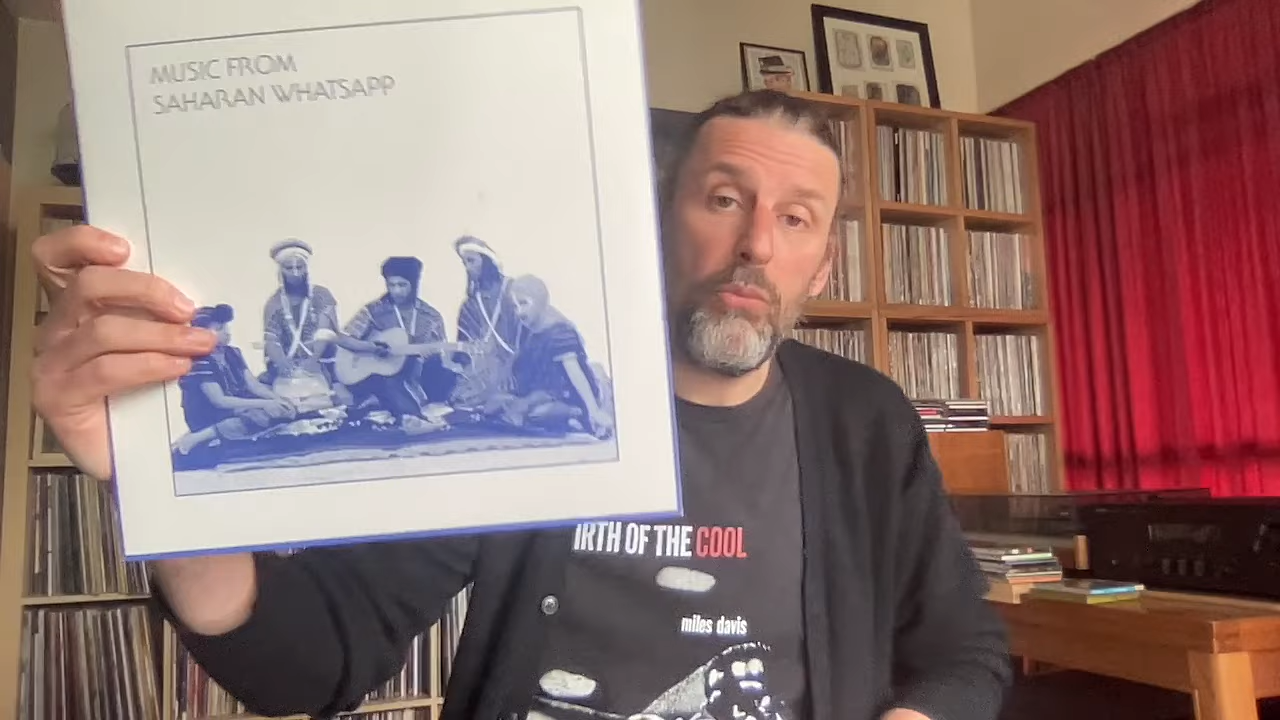 MUSIC FROM
SAHARAN WHATSAPP
IRTH OF THE COOL
miles davis